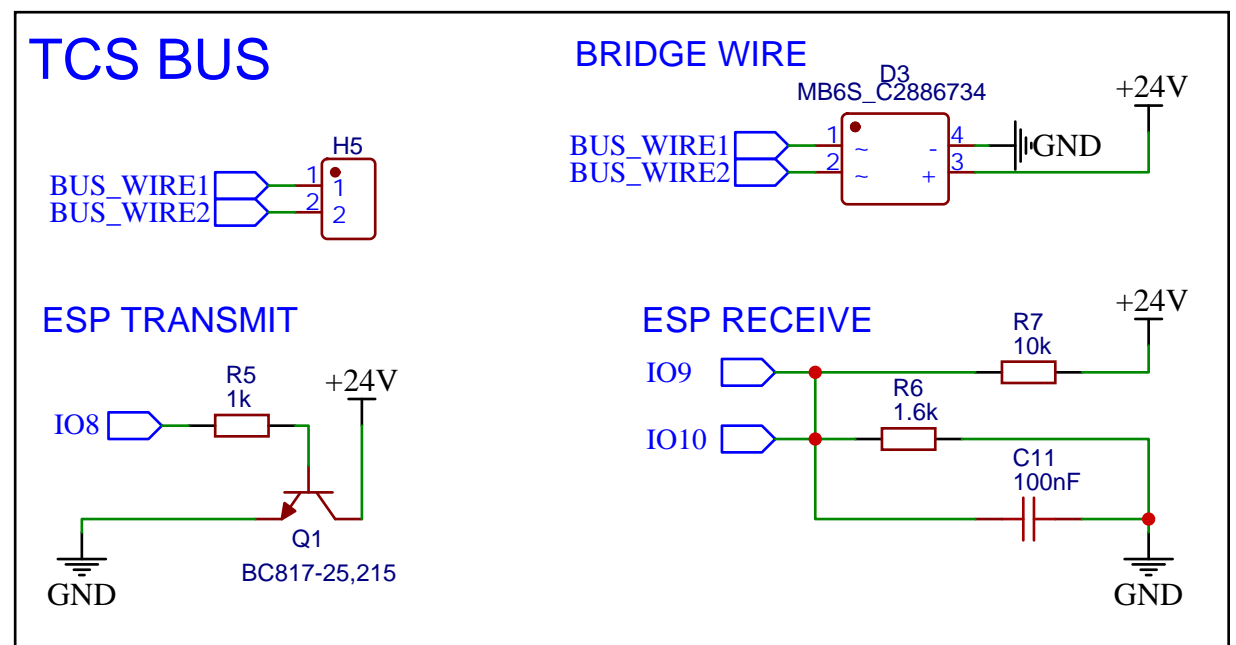 TCS BUS
H5
BUS_WIRE1 1 1
BUS_WIRE2 2 2
BRIDGE WIRE
D3
MB6S_C2886734
+24V
BUS_WIRE1 1 ~ - 4 GND
BUS_WIRE2 2 ~ + 3
ESP TRANSMIT
R5
1k
+24V
IO8
Q1
BC817-25,215
GND
ESP RECEIVE
+24V
R7
10k
IO9
R6
1.6k
IO10
C11
100nF
GND